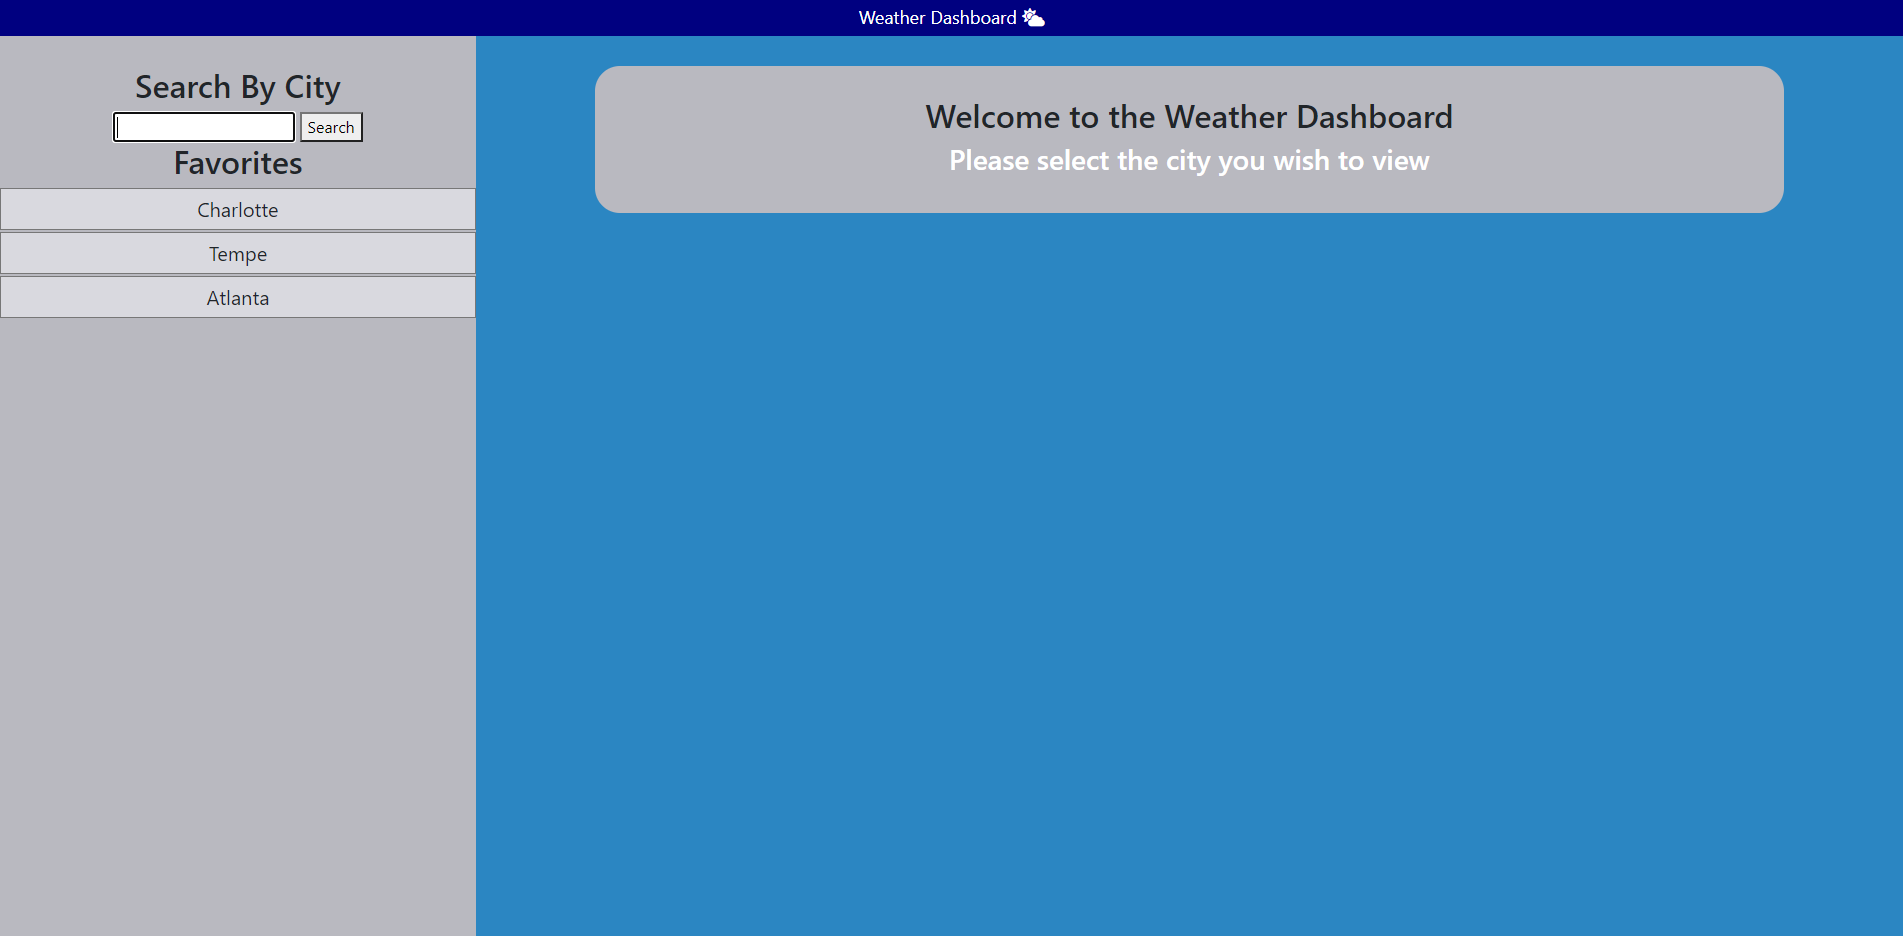 Weather Dashboard
Search By City
Search
Favorites
Charlotte
Tempe
Atlanta
Welcome to the Weather Dashboard
Please select the city you wish to view